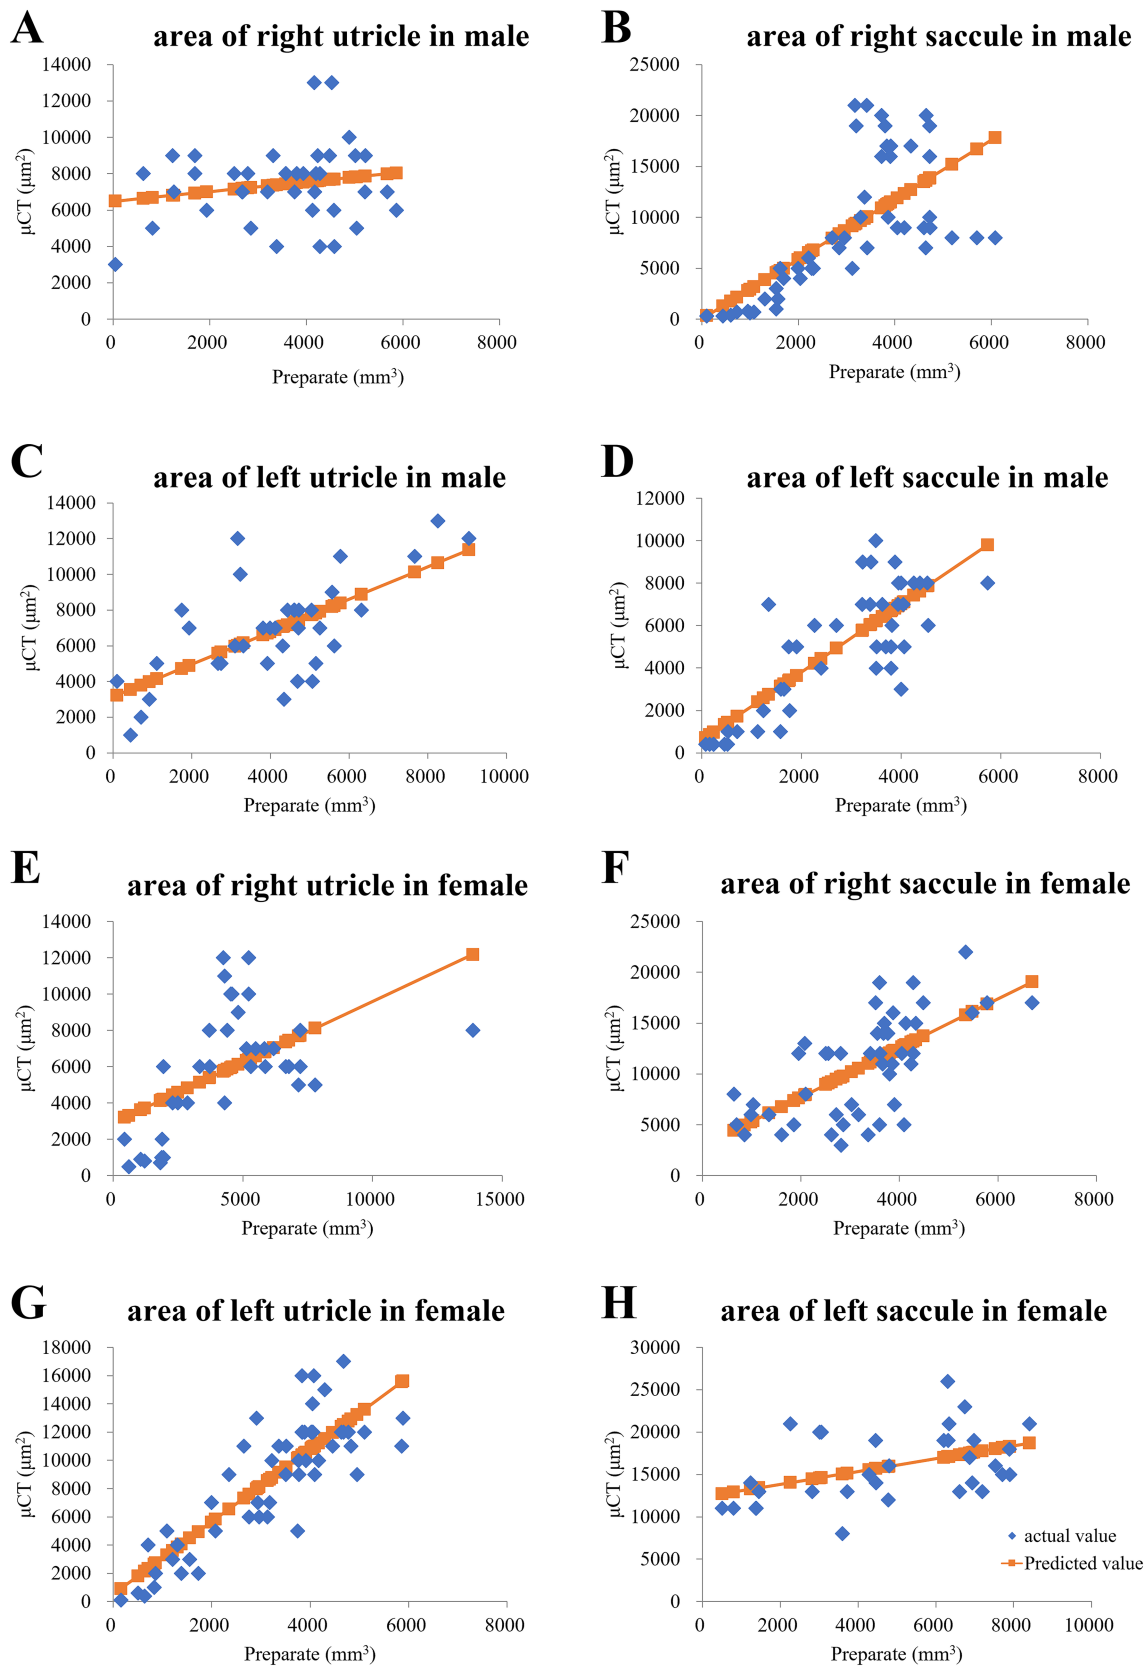 A
area of right utricle in male
14000
12000
10000
8000
6000
4000
2000
0
μCT (μm²)
0 2000 4000 6000 8000
Preparate (mm³)
B
area of right saccule in male
25000
20000
15000
10000
5000
0
μCT (μm²)
0 2000 4000 6000 8000
Preparate (mm³)
C
area of left utricle in male
14000
12000
10000
8000
6000
4000
2000
0
μCT (μm²)
0 2000 4000 6000 8000 10000
Preparate (mm³)
D
area of left saccule in male
12000
10000
8000
6000
4000
2000
0
μCT (μm²)
0 2000 4000 6000 8000
Preparate (mm³)
E
area of right utricle in female
14000
12000
10000
8000
6000
4000
2000
0
μCT (μm²)
0 5000 10000 15000
Preparate (mm³)
F
area of right saccule in female
25000
20000
15000
10000
5000
0
μCT (μm²)
0 2000 4000 6000 8000
Preparate (mm³)
G
area of left utricle in female
18000
16000
14000
12000
10000
8000
6000
4000
2000
0
μCT (μm²)
0 2000 4000 6000 8000
Preparate (mm³)
H
area of left saccule in female
30000
25000
20000
15000
10000
5000
0
μCT (μm²)
actual value
Predicted value
0 2000 4000 6000 8000 10000
Preparate (mm³)